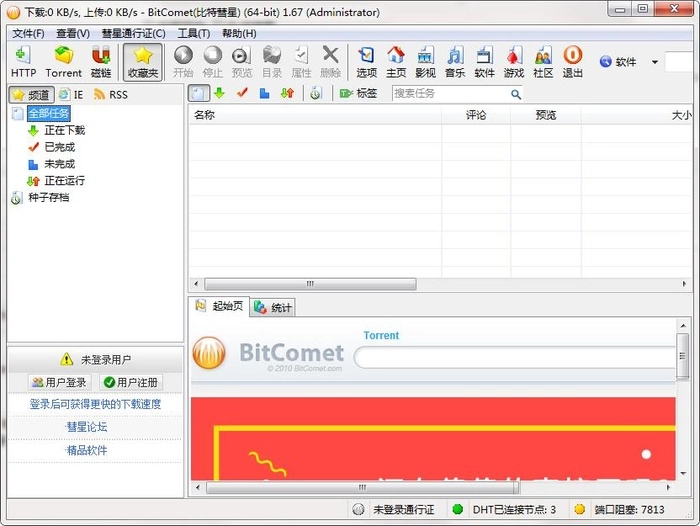 下载:0 KB/s, 上传:0 KB/s - BitComet(比特彗星) (64-bit) 1.67 (Administrator)
文件(F) 查看(V) 彗星通行证(C) 工具(T) 帮助(H)
HTTP Torrent 磁链 收藏夹 开始 停止 预览 目录 属性 删除 选项 主页 影视 音乐 软件 游戏 社区 退出 软件
频道 IE RSS 标签 搜索任务
全部任务
正在下载
已完成
未完成
正在运行
种子存档
名称 评论 预览 大小
起始页 统计
Torrent
BitComet
© 2010 BitComet.com
未登录用户
用户登录 用户注册
登录后可获得更快的下载速度
彗星论坛
精品软件
未登录通行证 DHT已连接节点: 3 端口阻塞: 7813